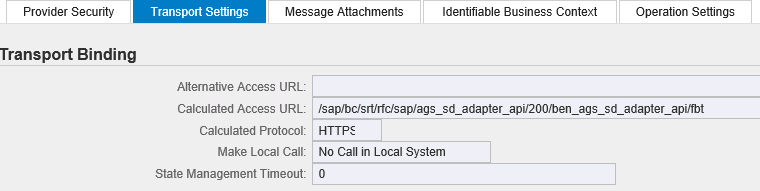 Provider Security Transport Settings Message Attachments Identifiable Business Context Operation Settings
Transport Binding
Alternative Access URL:
Calculated Access URL: /sap/bc/srt/rfc/sap/ags_sd_adapter_api/200/ben_ags_sd_adapter_api/fbt
Calculated Protocol: HTTPS
Make Local Call: No Call in Local System
State Management Timeout: 0